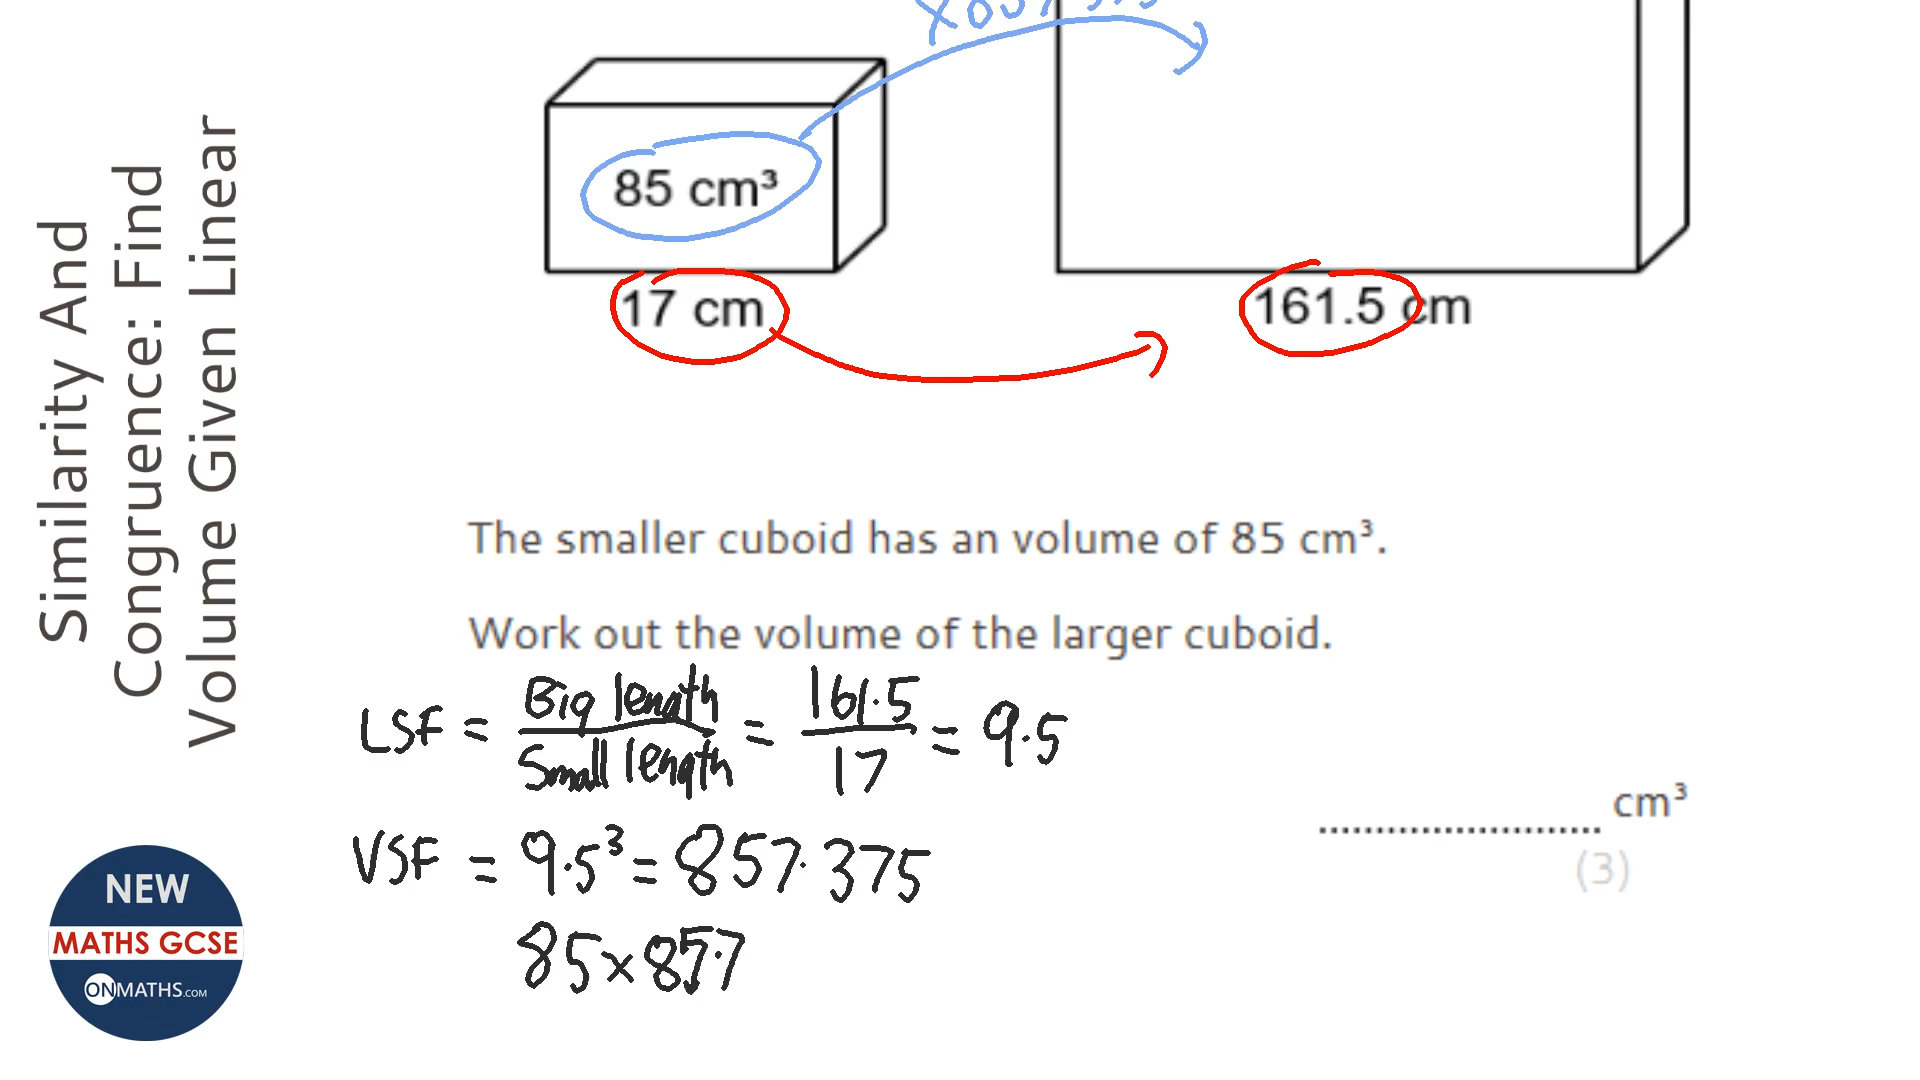 Similarity And
Congruence: Find
Volume Given Linear
85 cm³
17 cm
161.5 cm
The smaller cuboid has an volume of 85 cm³.
Work out the volume of the larger cuboid.
LSF = Big length / Small length = 161.5 / 17 = 9.5
cm³
(3)
VSF = 9.5³ = 857.375
85 × 857
NEW
MATHS GCSE
ONMATHS.COM